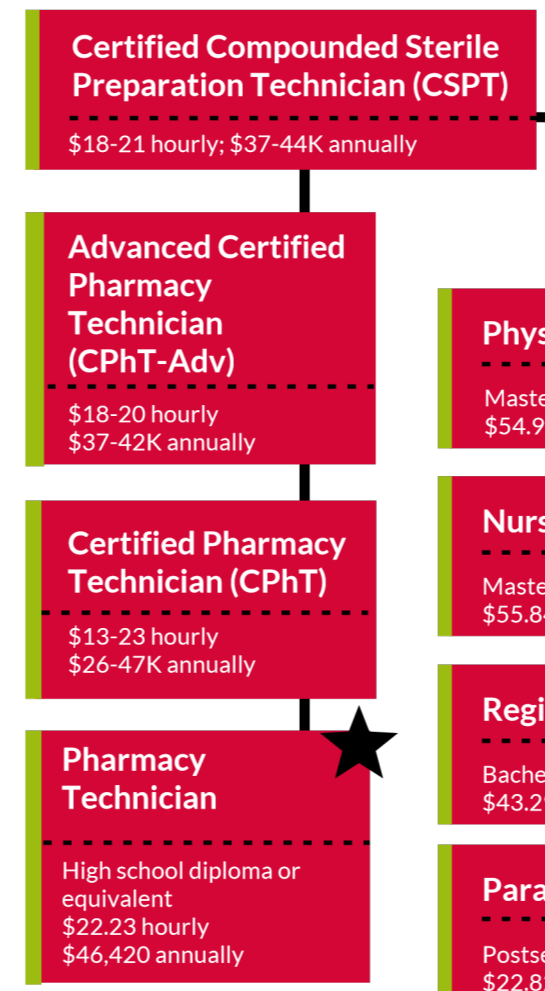 Certified Compounded Sterile
Preparation Technician (CSPT)
$18-21 hourly; $37-44K annually
Advanced Certified
Pharmacy
Technician
(CPhT-Adv)
$18-20 hourly
$37-42K annually
Certified Pharmacy
Technician (CPhT)
$13-23 hourly
$26-47K annually
Pharmacy
Technician
High school diploma or
equivalent
$22.23 hourly
$46,420 annually